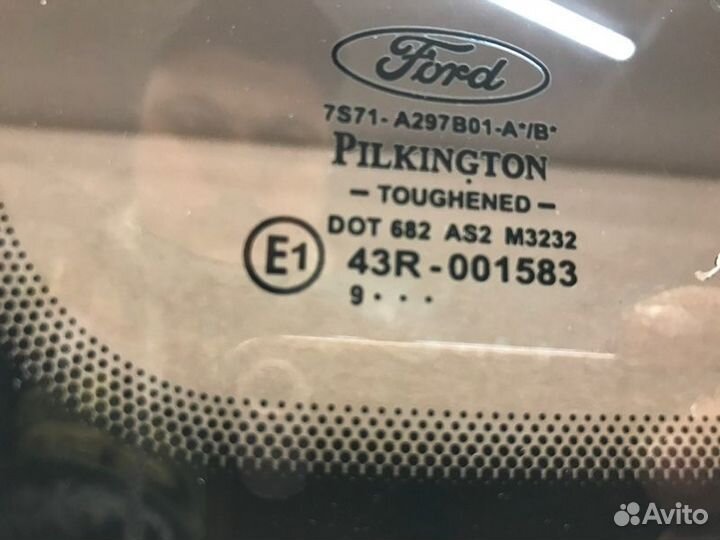 Ford
7S71- A297B01-A*/B*
PILKINGTON
- TOUGHENED -
DOT 682 AS2 M3232
E1 43R-001583
9 . . .
Avito